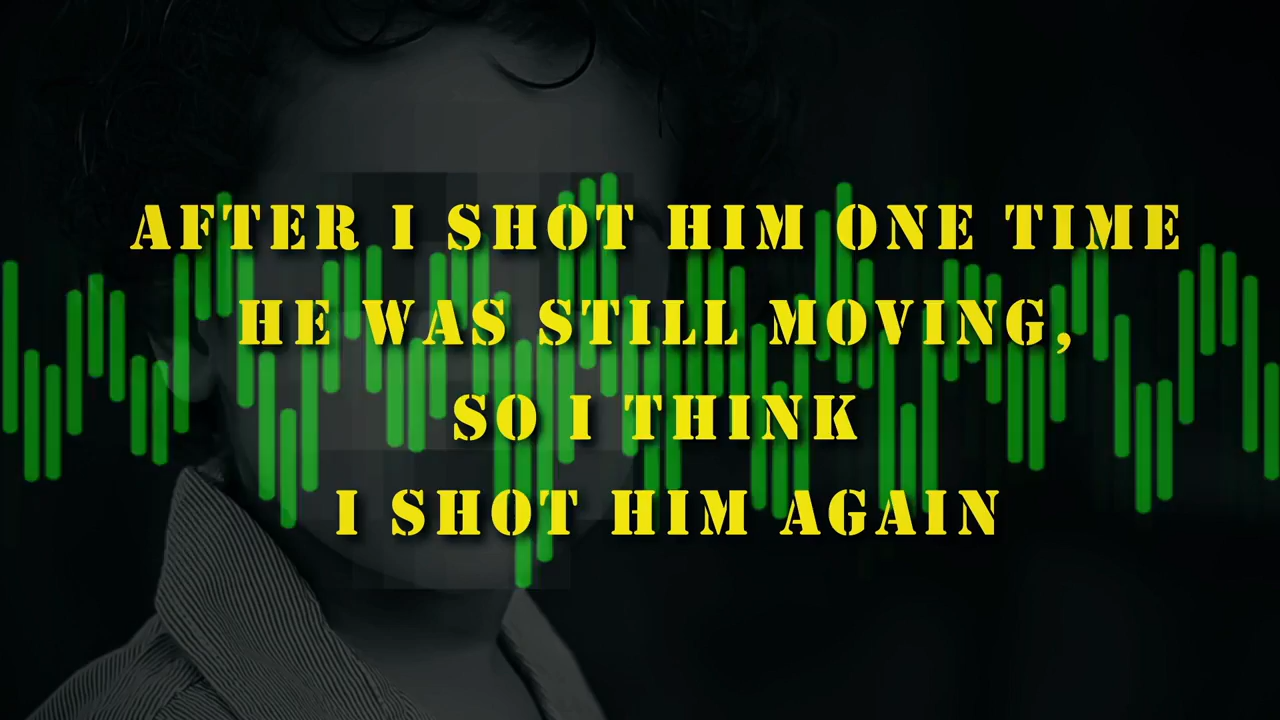 AFTER I SHOT HIM ONE TIME
HE WAS STILL MOVING,
SO I THINK
I SHOT HIM AGAIN